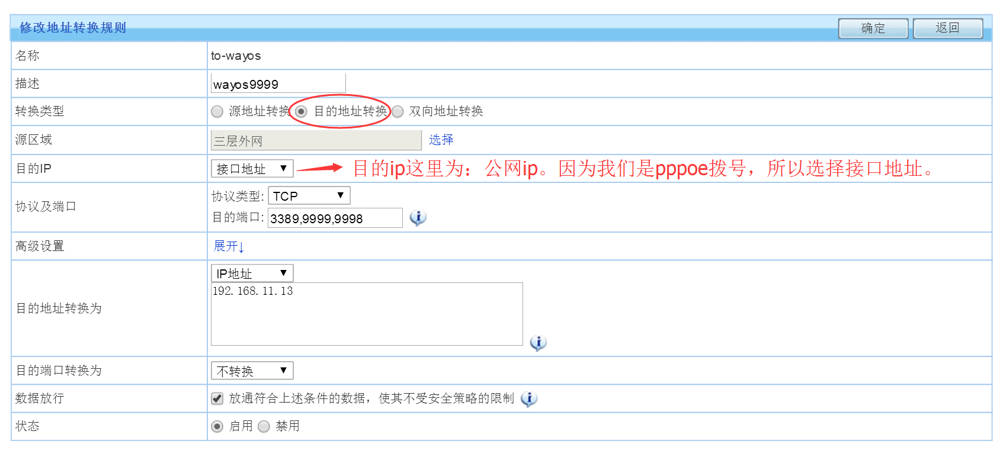 修改地址转换规则 确定 返回
名称 to-wayos
描述 wayos9999
转换类型 源地址转换 目的地址转换 双向地址转换
源区域 三层外网 选择
目的IP 接口地址 目的ip这里为：公网ip。因为我们是pppoe拨号，所以选择接口地址。
协议及端口
协议类型: TCP
目的端口: 3389,9999,9998
高级设置 展开↓
目的地址转换为
IP地址
192.168.11.13
目的端口转换为 不转换
数据放行 放通符合上述条件的数据，使其不受安全策略的限制
状态 启用 禁用